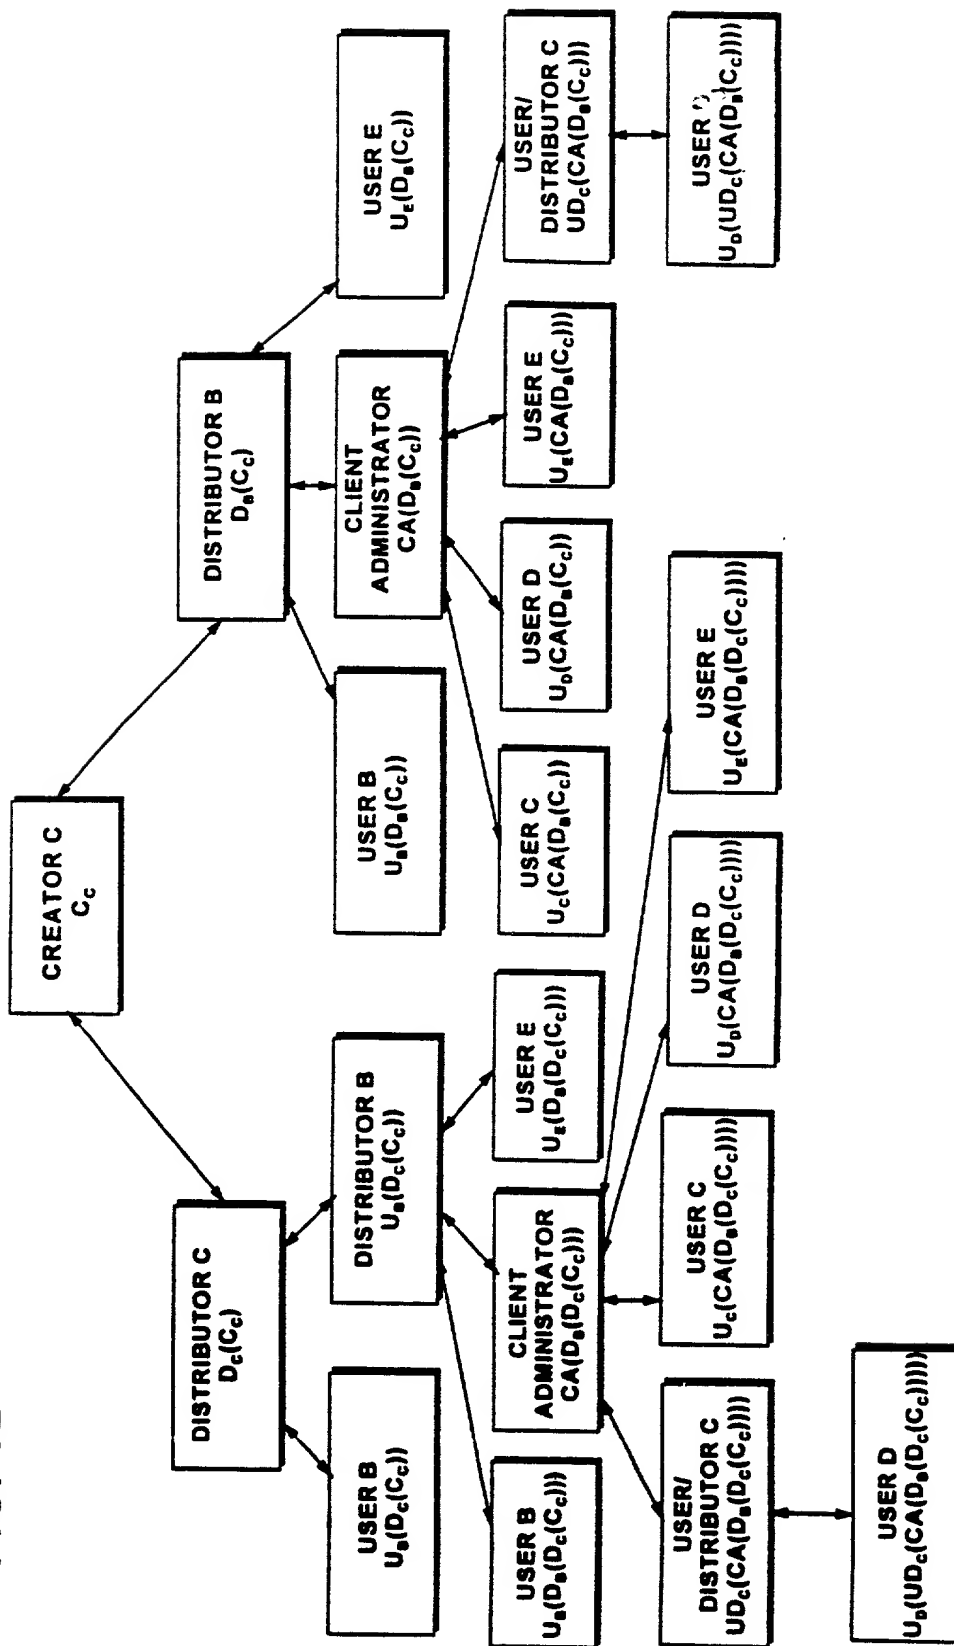 CREATOR C
C_C
DISTRIBUTOR C
D_C(C_C)
DISTRIBUTOR B
D_B(C_C)
USER B
U_B(D_C(C_C))
DISTRIBUTOR B
U_B(D_C(C_C))
USER B
U_B(D_B(C_C))
CLIENT
ADMINISTRATOR
CA(D_B(C_C))
USER E
U_E(D_B(C_C))
USER B
U_B(D_B(D_C(C_C)))
CLIENT
ADMINISTRATOR
CA(D_B(D_C(C_C)))
USER E
U_E(D_B(D_C(C_C)))
USER C
U_C(CA(D_B(C_C)))
USER D
U_D(CA(D_B(C_C)))
USER E
U_E(CA(D_B(C_C)))
USER/
DISTRIBUTOR C
UD_C(CA(D_B(C_C)))
USER/
DISTRIBUTOR C
UD_C(CA(D_B(D_C(C_C))))
USER C
U_C(CA(D_B(D_C(C_C))))
USER D
U_D(CA(D_B(D_C(C_C))))
USER E
U_E(CA(D_B(D_C(C_C))))
USER
U_D(UD_C(CA(D_B(C_C))))
USER D
U_D(UD_C(CA(D_B(D_C(C_C)))))